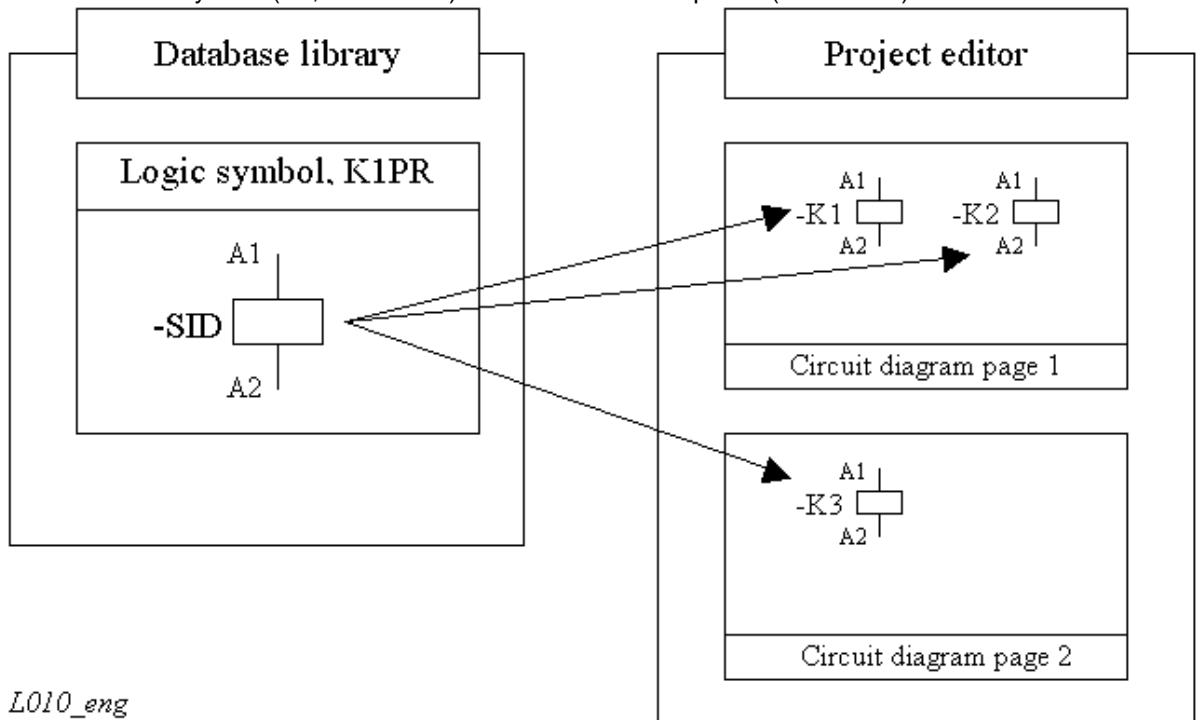 Database library
Project editor
Logic symbol, K1PR
A1
-SID
A2
A1
-K1
A2
A1
-K2
A2
Circuit diagram page 1
A1
-K3
A2
Circuit diagram page 2
L010_eng